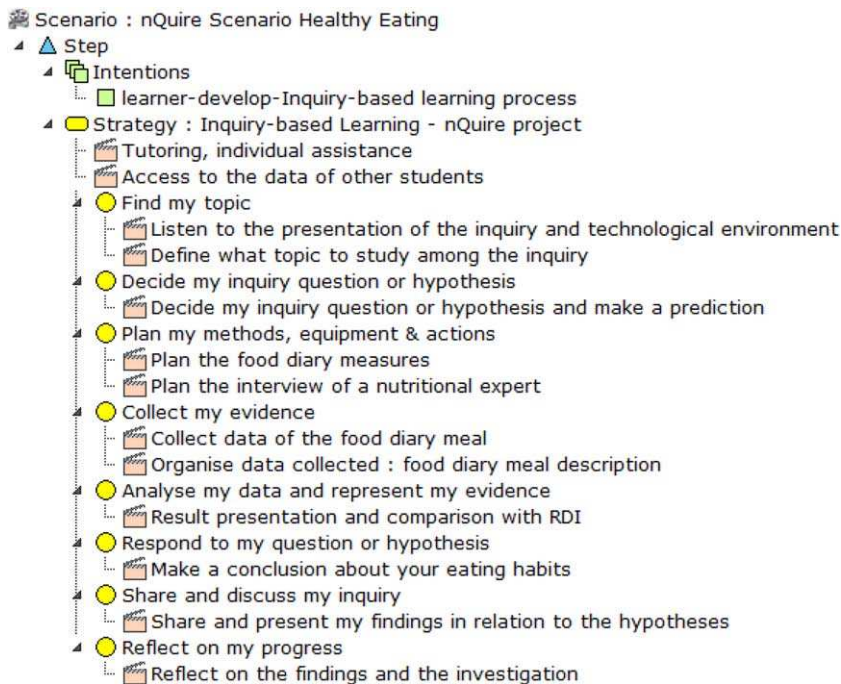 Scenario : nQuire Scenario Healthy Eating
Step
Intentions
learner-develop-Inquiry-based learning process
Strategy : Inquiry-based Learning - nQuire project
Tutoring, individual assistance
Access to the data of other students
Find my topic
Listen to the presentation of the inquiry and technological environment
Define what topic to study among the inquiry
Decide my inquiry question or hypothesis
Decide my inquiry question or hypothesis and make a prediction
Plan my methods, equipment & actions
Plan the food diary measures
Plan the interview of a nutritional expert
Collect my evidence
Collect data of the food diary meal
Organise data collected : food diary meal description
Analyse my data and represent my evidence
Result presentation and comparison with RDI
Respond to my question or hypothesis
Make a conclusion about your eating habits
Share and discuss my inquiry
Share and present my findings in relation to the hypotheses
Reflect on my progress
Reflect on the findings and the investigation